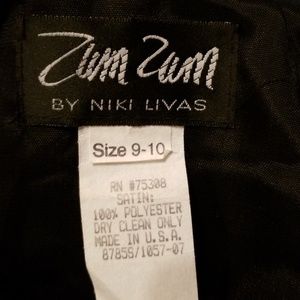 Zum Zum
BY NIKI LIVAS
Size 9-10
RN #75308
SATIN:
100% POLYESTER
DRY CLEAN ONLY
MADE IN U.S.A.
8785S/1057-07